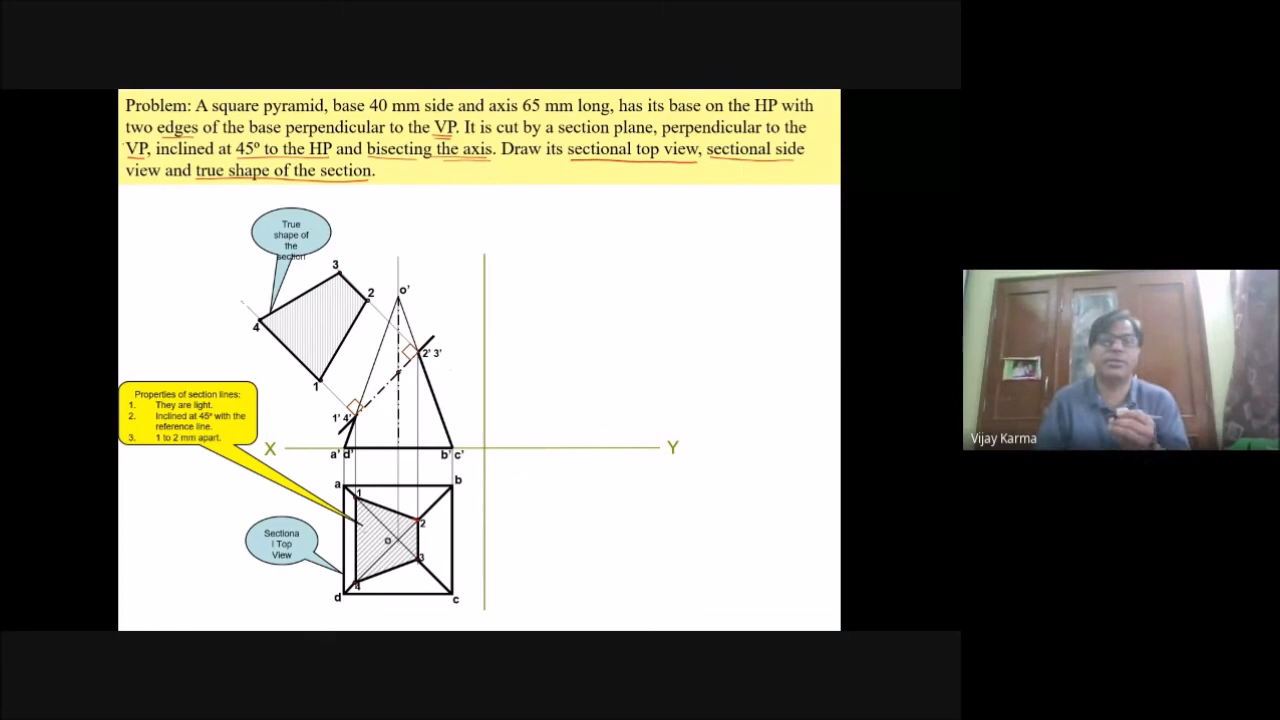 Problem: A square pyramid, base 40 mm side and axis 65 mm long, has its base on the HP with
two edges of the base perpendicular to the VP. It is cut by a section plane, perpendicular to the
VP, inclined at 45º to the HP and bisecting the axis. Draw its sectional top view, sectional side
view and true shape of the section.
True
shape of
the
section
3
2
4
1
o'
2' 3'
1' 4'
Properties of section lines:
1. They are light.
2. Inclined at 45º with the
reference line.
3. 1 to 2 mm apart.
X
Y
a' d'
b' c'
a
b
1
2
o
3
4
d
c
Sectiona
l Top
View
Vijay Karma